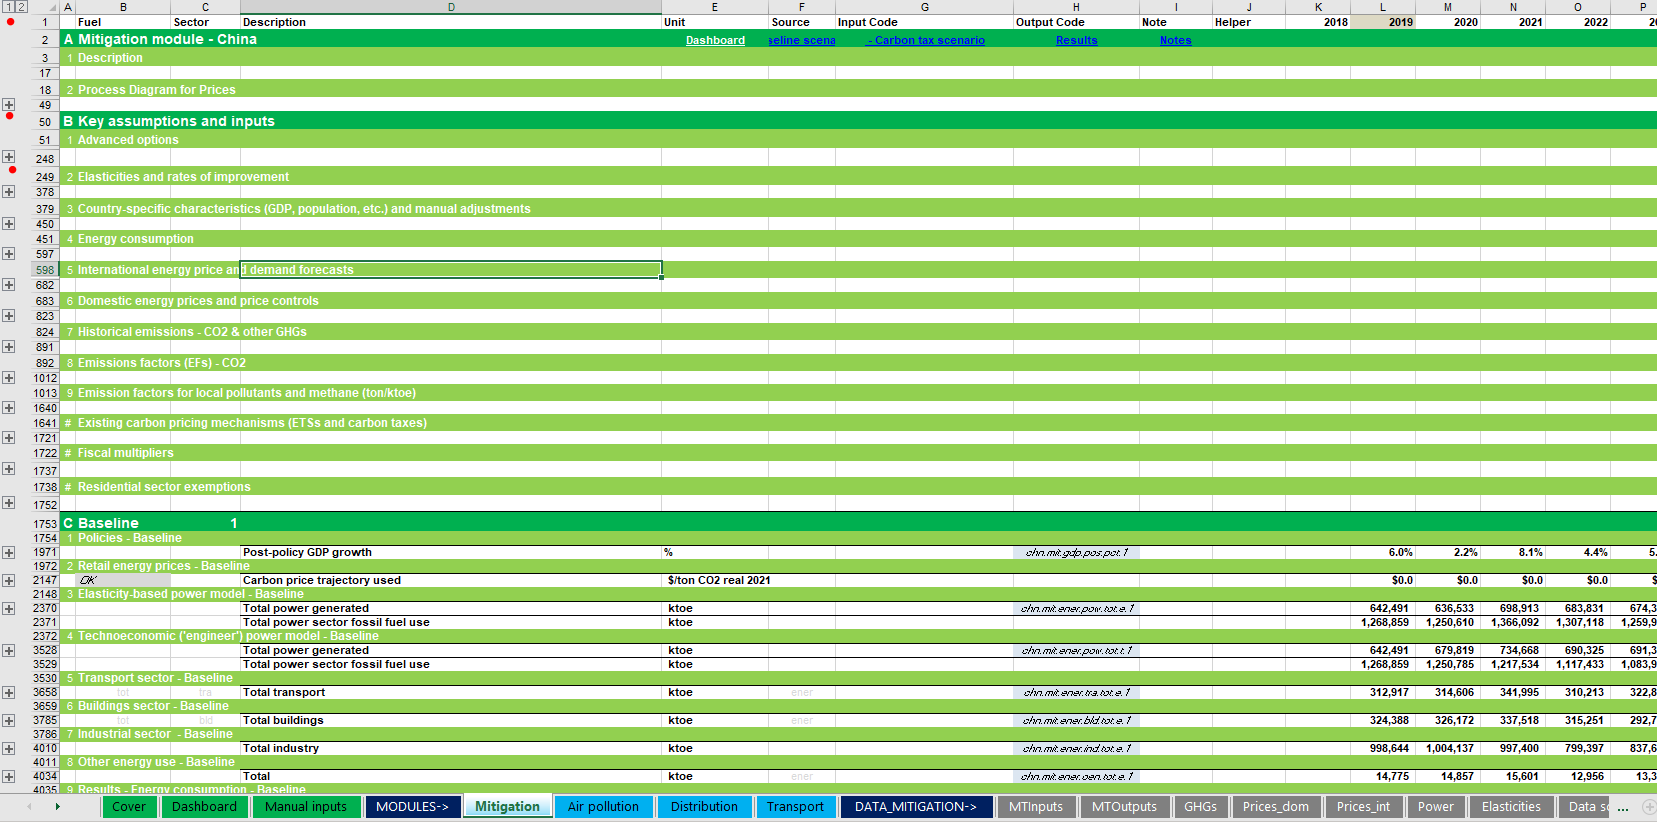 1 2 A B C D E F G H I J K L M N O P
1 Fuel Sector Description Unit Source Input Code Output Code Note Helper 2018 2019 2020 2021 2022
2 A Mitigation module - China Dashboard seline scena - Carbon tax scenario Results Notes
3 1 Description
17
18 2 Process Diagram for Prices
49
50 B Key assumptions and inputs
51 1 Advanced options
248
249 2 Elasticities and rates of improvement
378
379 3 Country-specific characteristics (GDP, population, etc.) and manual adjustments
450
451 4 Energy consumption
597
598 5 International energy price and demand forecasts
682
683 6 Domestic energy prices and price controls
823
824 7 Historical emissions - CO2 & other GHGs
891
892 8 Emissions factors (EFs) - CO2
1012
1013 9 Emission factors for local pollutants and methane (ton/ktoe)
1640
1641 # Existing carbon pricing mechanisms (ETSs and carbon taxes)
1721
1722 # Fiscal multipliers
1737
1738 # Residential sector exemptions
1752
1753 C Baseline 1
1754 1 Policies - Baseline
1971 Post-policy GDP growth % chn.mit.gdp.pos.pct.1 6.0% 2.2% 8.1% 4.4% 5.
1972 2 Retail energy prices - Baseline
2147 OK Carbon price trajectory used $/ton CO2 real 2021 $0.0 $0.0 $0.0 $0.0 $
2148 3 Elasticity-based power model - Baseline
2370 Total power generated ktoe chn.mit.ener.pow.tot.e.1 642,491 636,533 698,913 683,831 674,3
2371 Total power sector fossil fuel use ktoe 1,268,859 1,250,610 1,366,092 1,307,118 1,259,9
2372 4 Technoeconomic ('engineer') power model - Baseline
3528 Total power generated ktoe chn.mit.ener.pow.tot.t.1 642,491 679,819 734,668 690,325 691,3
3529 Total power sector fossil fuel use ktoe 1,268,859 1,250,785 1,217,534 1,117,433 1,083,9
3530 5 Transport sector - Baseline
3658 tot tra Total transport ktoe ener chn.mit.ener.tra.tot.e.1 312,917 314,606 341,995 310,213 322,8
3659 6 Buildings sector - Baseline
3785 tot bld Total buildings ktoe ener chn.mit.ener.bld.tot.e.1 324,388 326,172 337,518 315,251 292,7
3786 7 Industrial sector - Baseline
4010 Total industry ktoe chn.mit.ener.ind.tot.e.1 998,644 1,004,137 997,400 799,397 837,6
4011 8 Other energy use - Baseline
4034 Total ktoe ener chn.mit.ener.oen.tot.e.1 14,775 14,857 15,601 12,956 13,3
4035 9 Results - Energy consumption - Baseline
Cover Dashboard Manual inputs MODULES-> Mitigation Air pollution Distribution Transport DATA_MITIGATION-> MTInputs MTOutputs GHGs Prices_dom Prices_int Power Elasticities Data sc ...